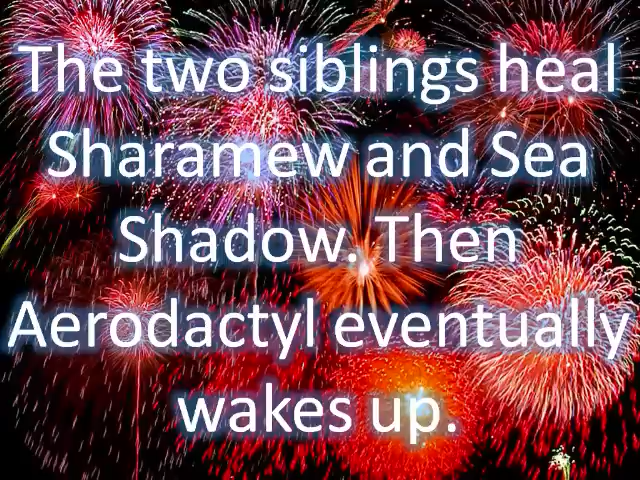 The two siblings heal
Sharamew and Sea
Shadow. Then
Aerodactyl eventually
wakes up.